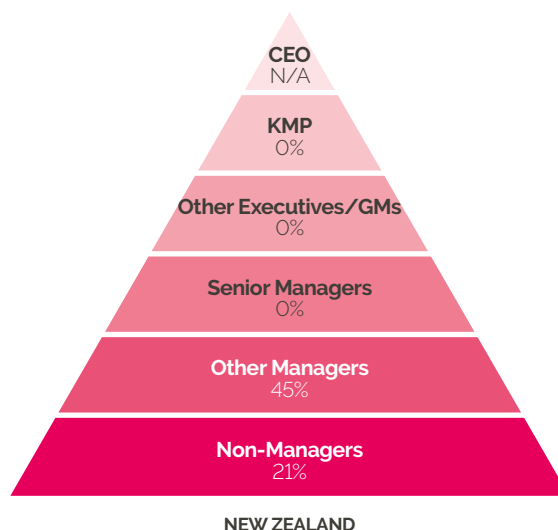 CEO
N/A
KMP
0%
Other Executives/GMs
0%
Senior Managers
0%
Other Managers
45%
Non-Managers
21%
NEW ZEALAND